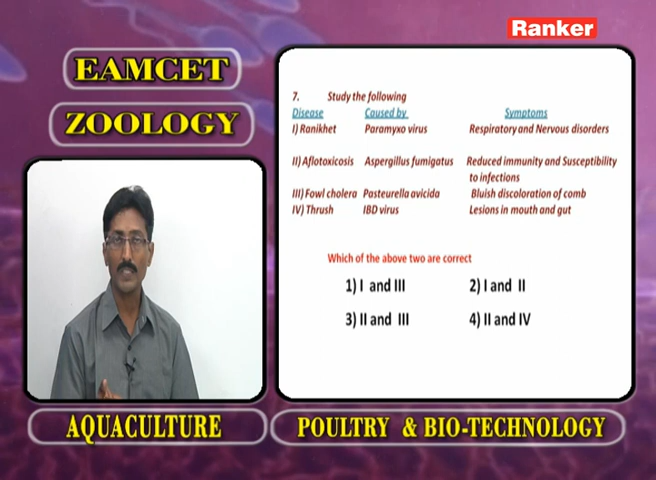 Ranker
EAMCET
ZOOLOGY
7. Study the following
Disease Caused by Symptoms
I) Ranikhet Paramyxo virus Respiratory and Nervous disorders
II) Aflotoxicosis Aspergillus fumigatus Reduced immunity and Susceptibility
to infections
III) Fowl cholera Pasteurella avicida Bluish discoloration of comb
IV) Thrush IBD virus Lesions in mouth and gut
Which of the above two are correct
1) I and III 2) I and II
3) II and III 4) II and IV
AQUACULTURE
POULTRY & BIO-TECHNOLOGY